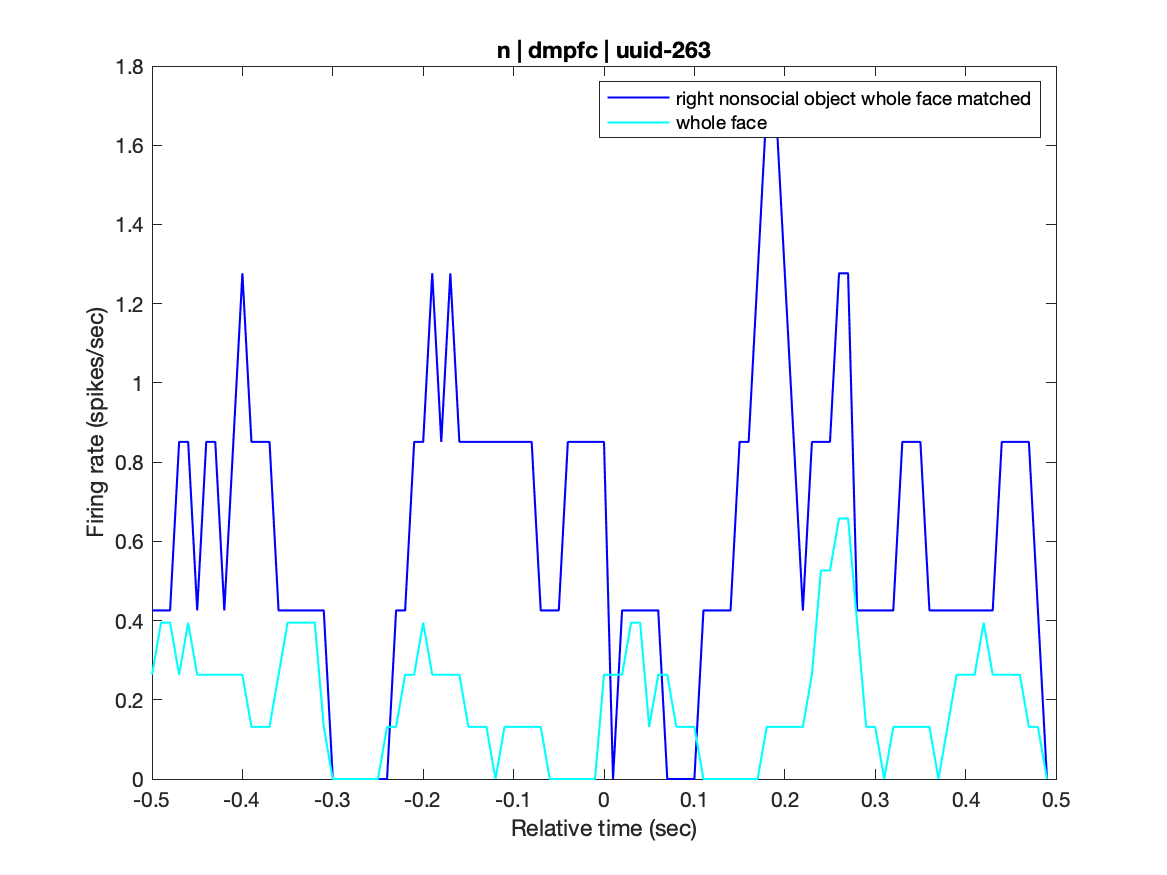 n | dmpfc | uuid-263
right nonsocial object whole face matched
whole face
Firing rate (spikes/sec)
1.8
1.6
1.4
1.2
1
0.8
0.6
0.4
0.2
0
-0.5 -0.4 -0.3 -0.2 -0.1 0 0.1 0.2 0.3 0.4 0.5
Relative time (sec)